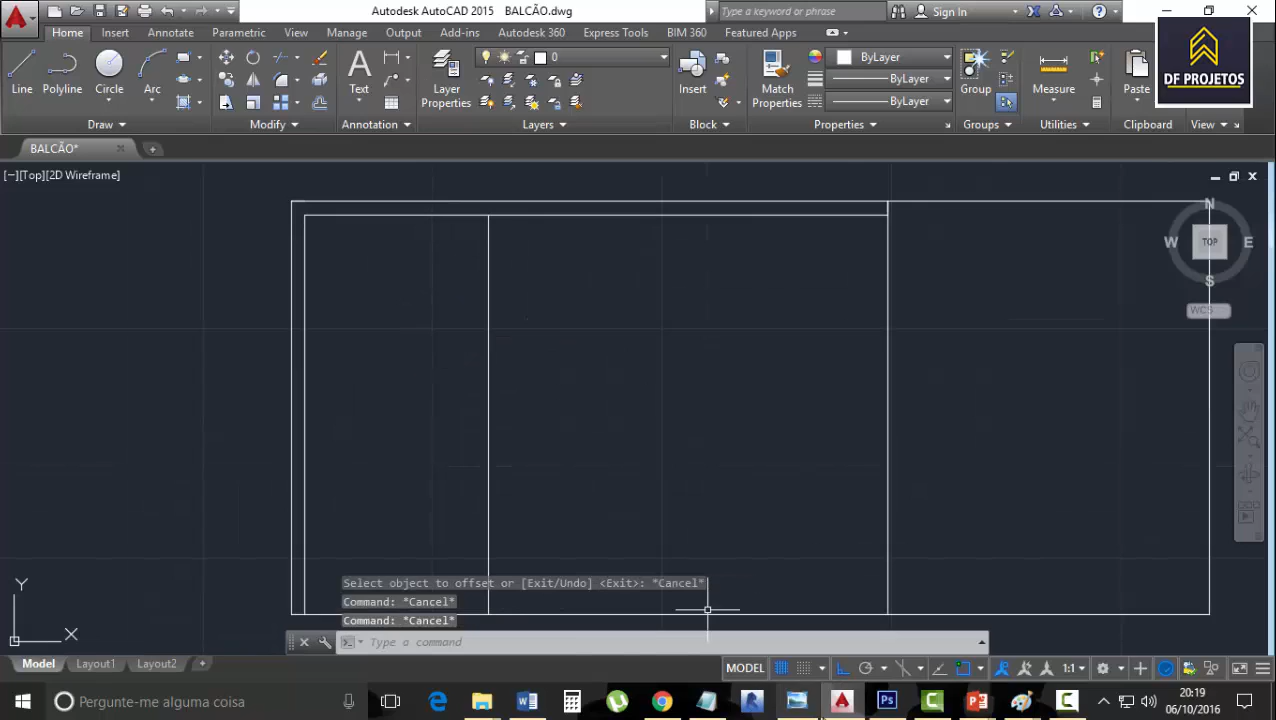 Autodesk AutoCAD 2015 BALCÃO.dwg
Type a keyword or phrase
Sign In
Home Insert Annotate Parametric View Manage Output Add-ins Autodesk 360 Express Tools BIM 360 Featured Apps
0
ByLayer
ByLayer
ByLayer
Line Polyline Circle Arc Text Layer Properties Insert Match Properties Group Measure Paste
Draw Modify Annotation Layers Block Properties Groups Utilities Clipboard View
DF PROJETOS
BALCÃO*
[−][Top][2D Wireframe]
N
W TOP E
S
WCS
Select object to offset or [Exit/Undo] <Exit>: *Cancel*
Command: *Cancel*
Command: *Cancel*
Type a command
Y
X
Model Layout1 Layout2
MODEL 1:1
Pergunte-me alguma coisa
20:19
06/10/2016